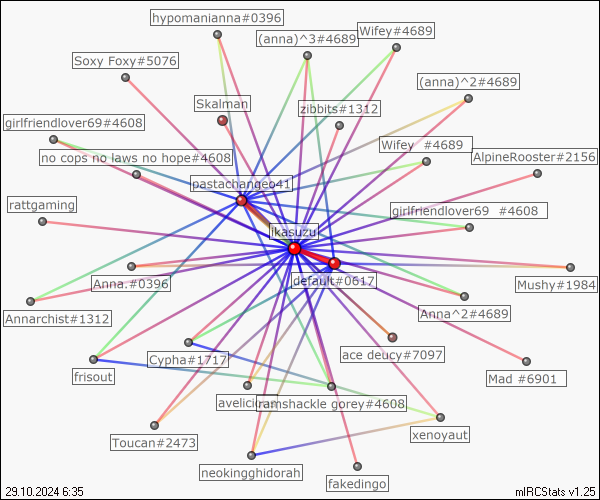 hypomanianna#0396
Wifey#4689
(anna)^3#4689
Soxy Foxy#5076
(anna)^2#4689
Skalman
zibbits#1312
girlfriendlover69#4608
Wifey  #4689
no cops no laws no hope#4608
AlpineRooster#2156
pastachangeo41
rattgaming
girlfriendlover69  #4608
ikasuzu
default#0617
Anna.#0396
Mushy#1984
Annarchist#1312
Anna^2#4689
Cypha#1717
ace deucy#7097
frisout
Mad  #6901
ramshackle gorey#4608
xenoyaut
Toucan#2473
neokingghidorah
fakedingo
29.10.2024 6:35
mIRCStats v1.25